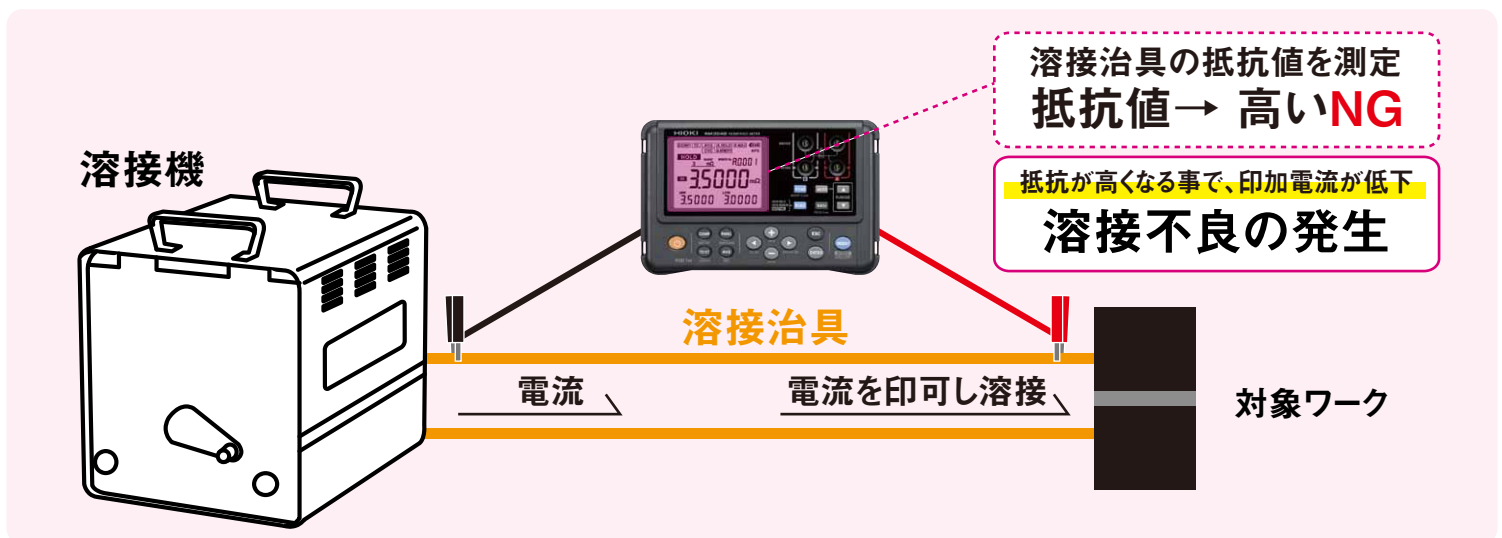 溶接治具の抵抗値を測定
抵抗値→ 高いNG
抵抗が高くなる事で、印加電流が低下
溶接不良の発生
溶接機
HIOKI
HOLD
A0001
3.5000 mΩ
3.5000 3.0000
ESC
溶接治具
電流
電流を印可し溶接
対象ワーク